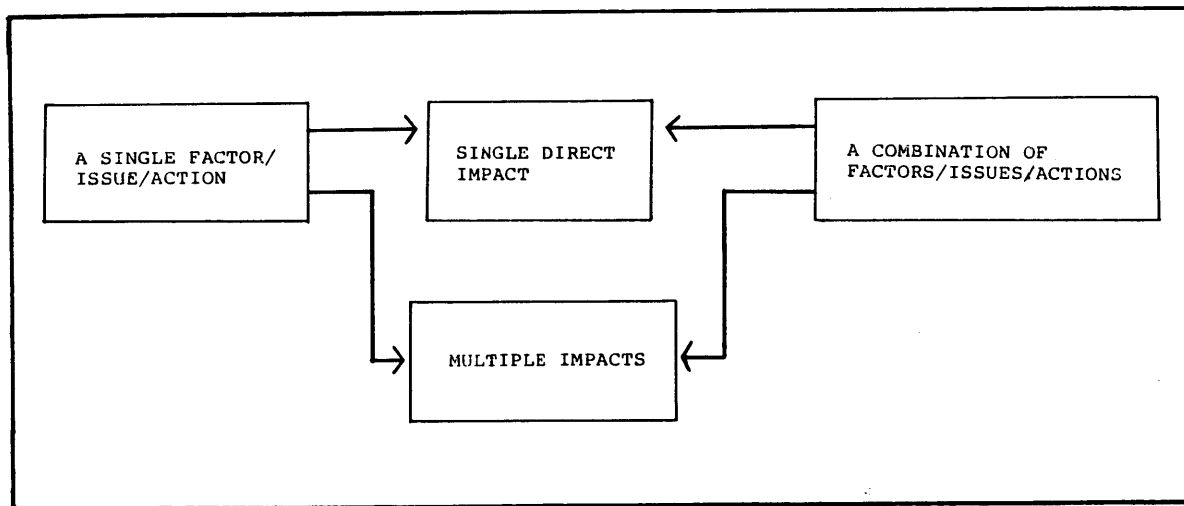 A SINGLE FACTOR/
ISSUE/ACTION
SINGLE DIRECT
IMPACT
A COMBINATION OF
FACTORS/ISSUES/ACTIONS
MULTIPLE IMPACTS